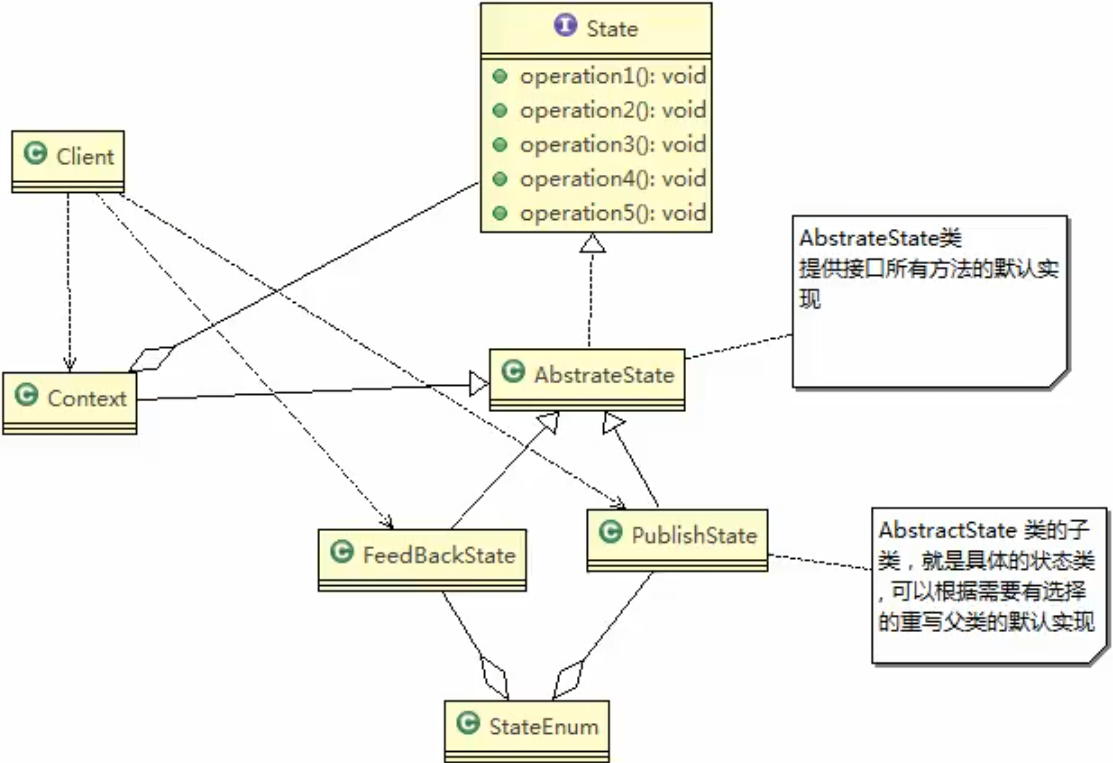 State
operation1(): void
operation2(): void
operation3(): void
operation4(): void
operation5(): void
Client
AbstrateState类
提供接口所有方法的默认实
现
AbstrateState
Context
FeedBackState
PublishState
AbstractState 类的子
类，就是具体的状态类
, 可以根据需要有选择
的重写父类的默认实现
StateEnum